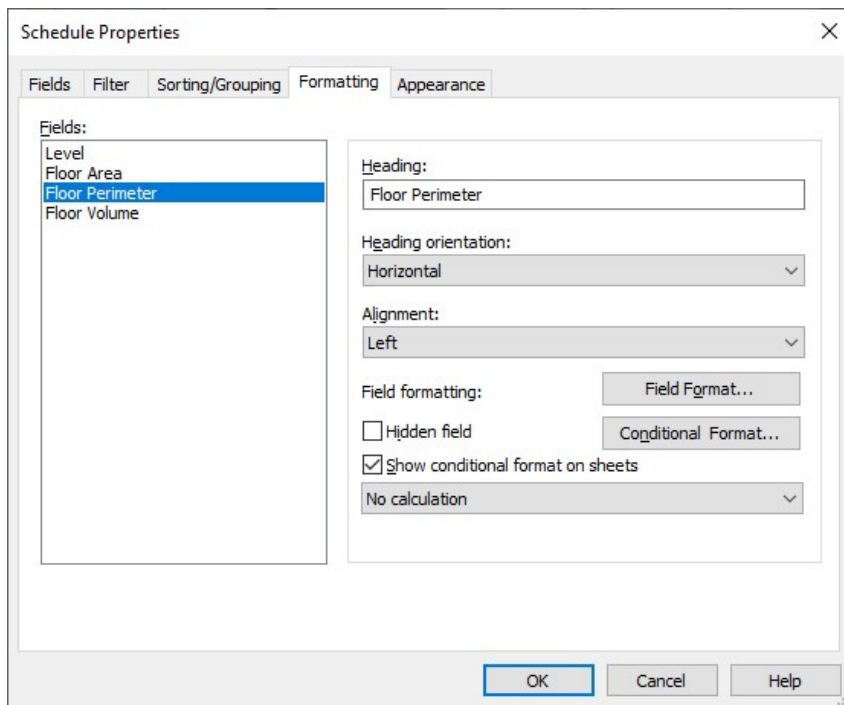 Schedule Properties
Fields
Filter
Sorting/Grouping
Formatting
Appearance
Fields:
Level
Floor Area
Floor Perimeter
Floor Volume
Heading:
Floor Perimeter
Heading orientation:
Horizontal
Alignment:
Left
Field formatting:
Field Format...
Hidden field
Conditional Format...
Show conditional format on sheets
No calculation
OK
Cancel
Help